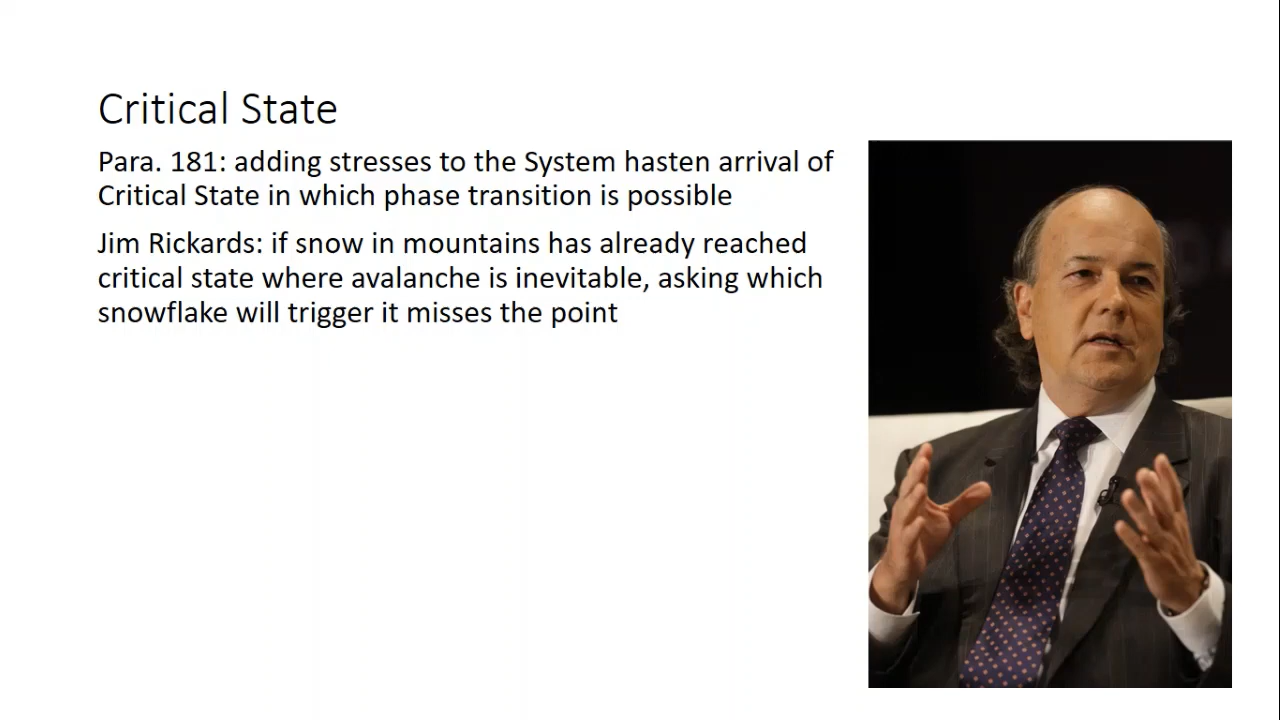 Critical State
Para. 181: adding stresses to the System hasten arrival of
Critical State in which phase transition is possible
Jim Rickards: if snow in mountains has already reached
critical state where avalanche is inevitable, asking which
snowflake will trigger it misses the point